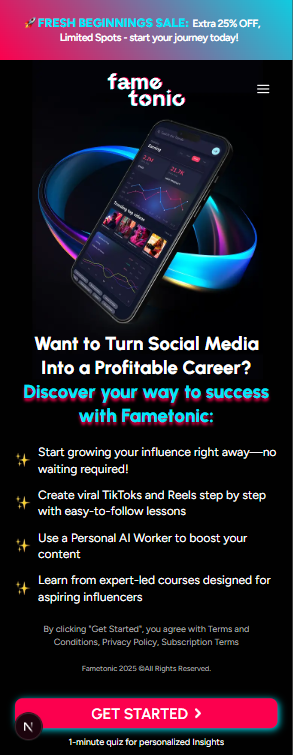 🚀 FRESH BEGINNINGS SALE: Extra 25% OFF,
Limited Spots - start your journey today!
fame
tonic
Earning
Trending top videos
Want to Turn Social Media
Into a Profitable Career?
Discover your way to success
with Fametonic:
✨ Start growing your influence right away—no
waiting required!
✨ Create viral TikToks and Reels step by step
with easy-to-follow lessons
✨ Use a Personal AI Worker to boost your
content
✨ Learn from expert-led courses designed for
aspiring influencers
By clicking "Get Started", you agree with Terms and
Conditions, Privacy Policy, Subscription Terms
Fametonic 2025 ©All Rights Reserved.
GET STARTED >
N
1-minute quiz for personalized Insights